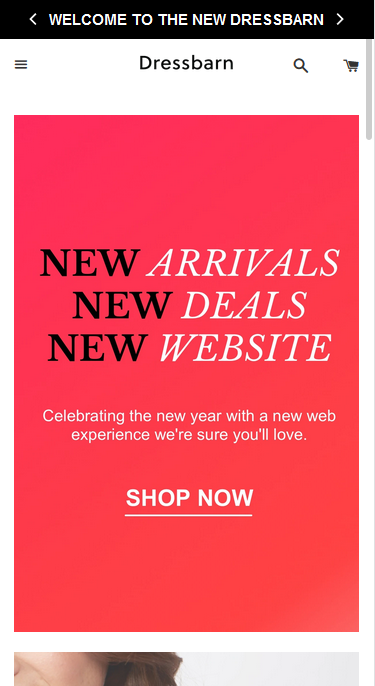 WELCOME TO THE NEW DRESSBARN
Dressbarn
NEW ARRIVALS
NEW DEALS
NEW WEBSITE
Celebrating the new year with a new web
experience we're sure you'll love.
SHOP NOW